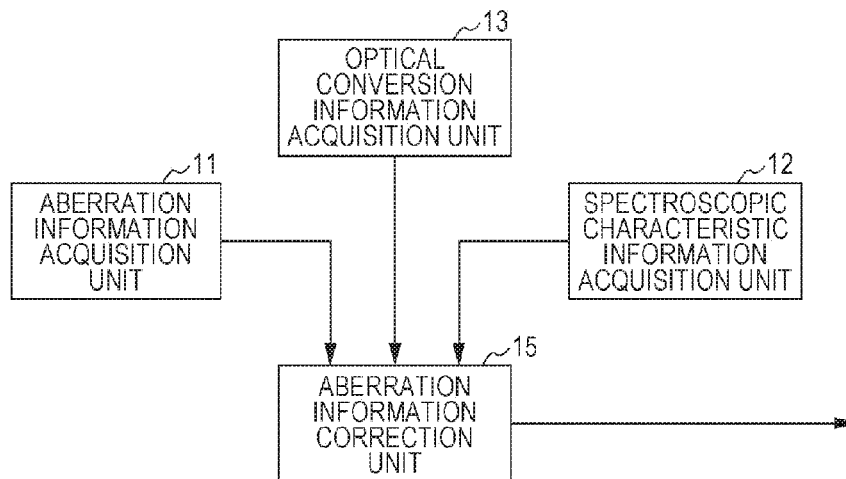 13
OPTICAL
CONVERSION
INFORMATION
ACQUISITION UNIT
11
ABERRATION
INFORMATION
ACQUISITION
UNIT
12
SPECTROSCOPIC
CHARACTERISTIC
INFORMATION
ACQUISITION UNIT
15
ABERRATION
INFORMATION
CORRECTION
UNIT